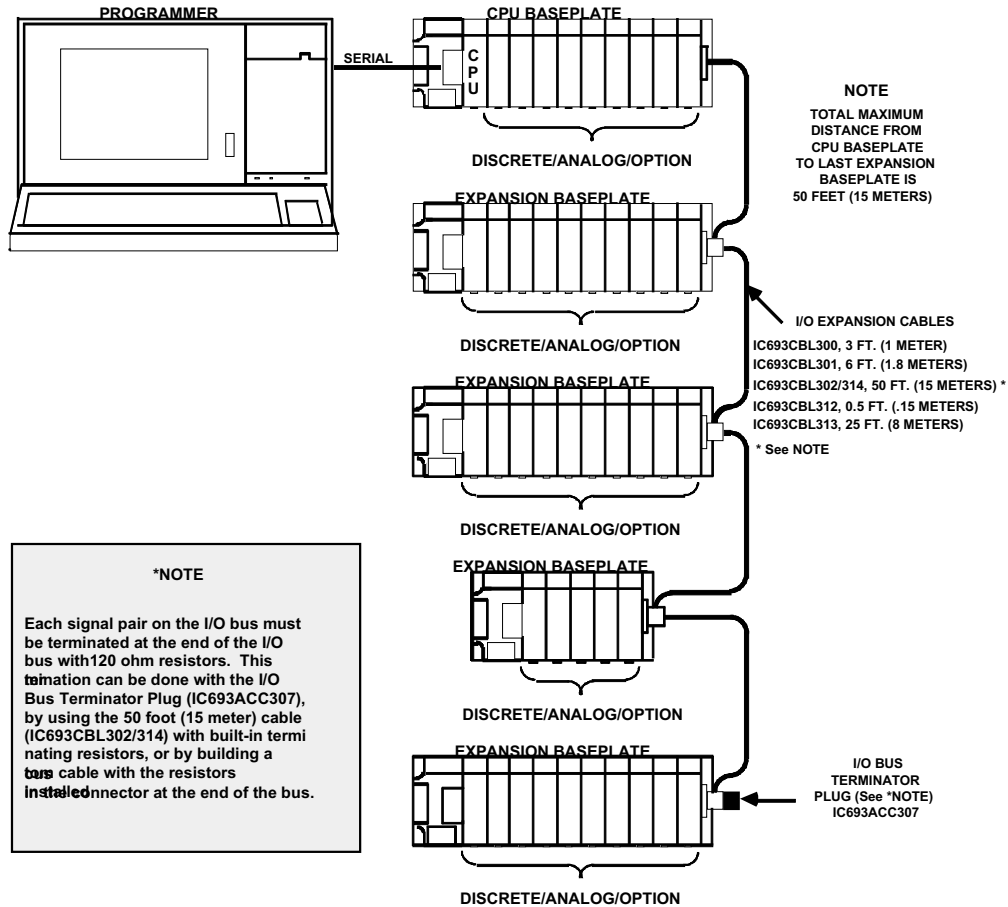 PROGRAMMER
CPU BASEPLATE
SERIAL
C
P
U
DISCRETE/ANALOG/OPTION
NOTE
TOTAL MAXIMUM
DISTANCE FROM
CPU BASEPLATE
TO LAST EXPANSION
BASEPLATE IS
50 FEET (15 METERS)
EXPANSION BASEPLATE
DISCRETE/ANALOG/OPTION
I/O EXPANSION CABLES
IC693CBL300, 3 FT. (1 METER)
IC693CBL301, 6 FT. (1.8 METERS)
IC693CBL302/314, 50 FT. (15 METERS) *
IC693CBL312, 0.5 FT. (.15 METERS)
IC693CBL313, 25 FT. (8 METERS)
* See NOTE
EXPANSION BASEPLATE
DISCRETE/ANALOG/OPTION
EXPANSION BASEPLATE
DISCRETE/ANALOG/OPTION
*NOTE
Each signal pair on the I/O bus must
be terminated at the end of the I/O
bus with120 ohm resistors. This
mination can be done with the I/O
Bus Terminator Plug (IC693ACC307),
by using the 50 foot (15 meter) cable
(IC693CBL302/314) with built-in termi
nating resistors, or by building a
cable with the resistors
in the connector at the end of the bus.
EXPANSION BASEPLATE
DISCRETE/ANALOG/OPTION
I/O BUS
TERMINATOR
PLUG (See *NOTE)
IC693ACC307